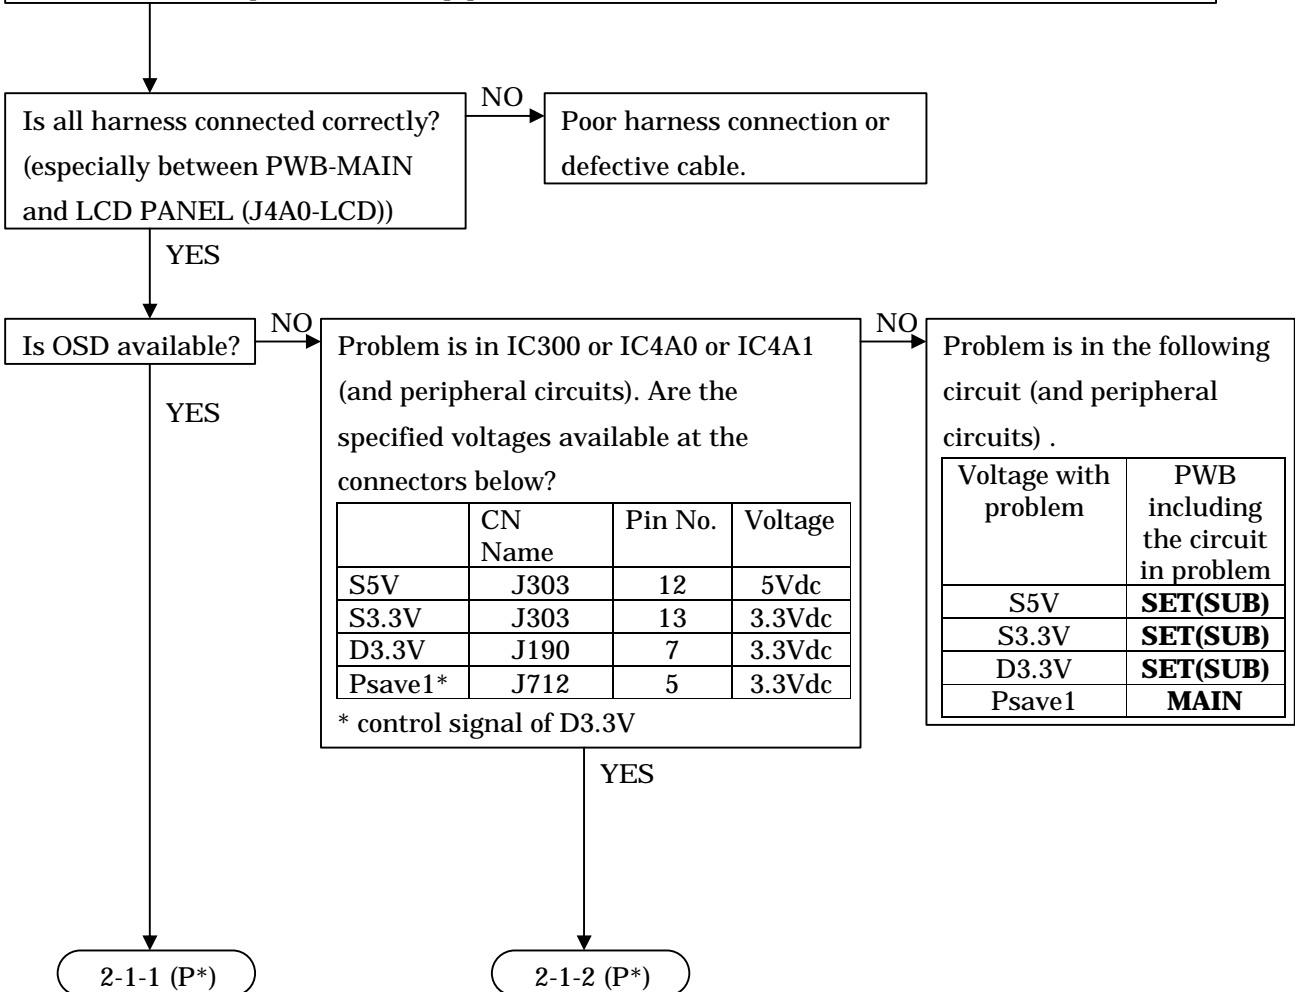 Is all harness connected correctly?
(especially between PWB-MAIN
and LCD PANEL (J4A0-LCD))
NO
Poor harness connection or
defective cable.
YES
Is OSD available?
NO
Problem is in IC300 or IC4A0 or IC4A1
(and peripheral circuits). Are the
specified voltages available at the
connectors below?
CN Pin No. Voltage
Name
S5V J303 12 5Vdc
S3.3V J303 13 3.3Vdc
D3.3V J190 7 3.3Vdc
Psave1* J712 5 3.3Vdc
* control signal of D3.3V
NO
Problem is in the following
circuit (and peripheral
circuits) .
Voltage with PWB
problem including
the circuit
in problem
S5V SET(SUB)
S3.3V SET(SUB)
D3.3V SET(SUB)
Psave1 MAIN
YES
YES
2-1-1 (P*)
2-1-2 (P*)